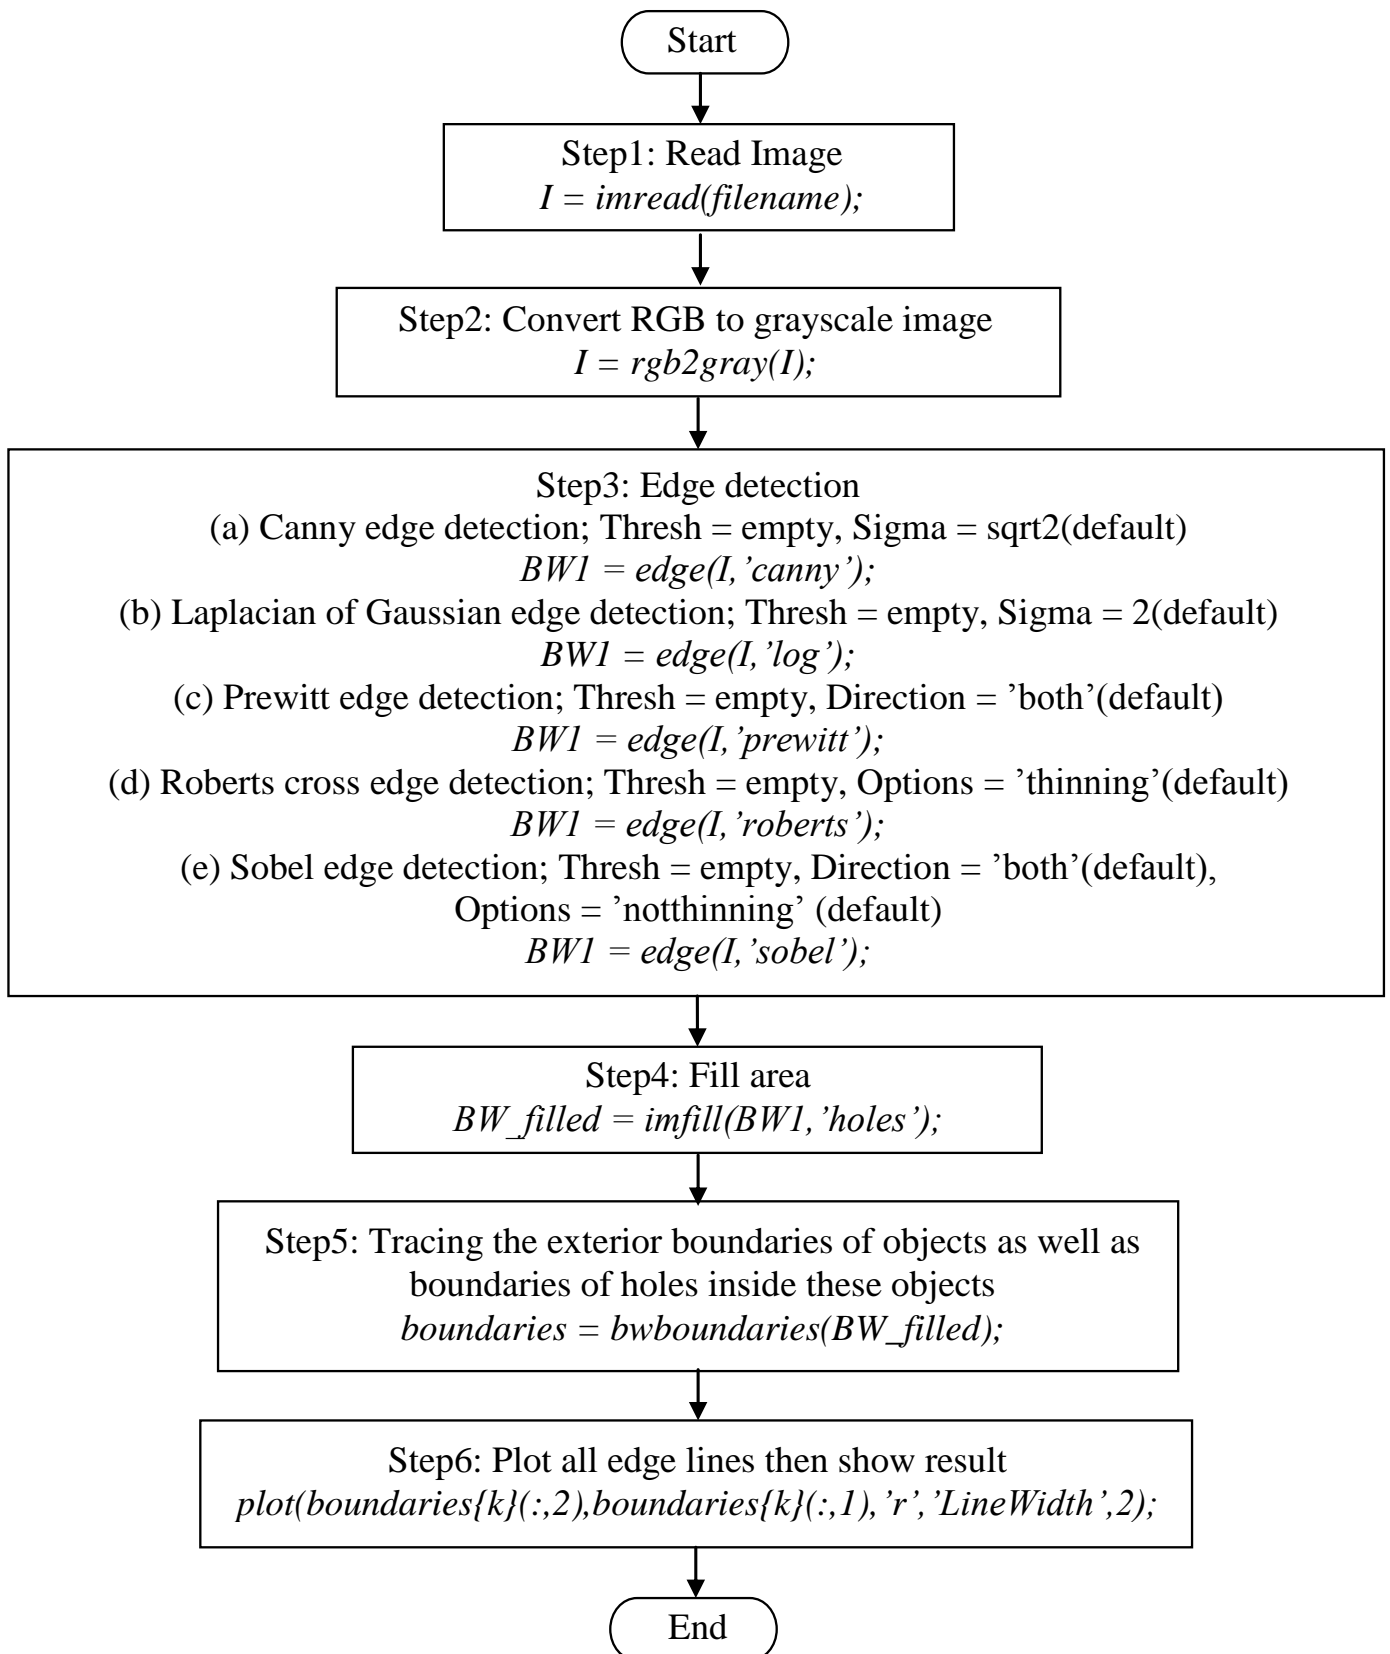 Start
Step1: Read Image
I = imread(filename);
Step2: Convert RGB to grayscale image
I = rgb2gray(I);
Step3: Edge detection
(a) Canny edge detection; Thresh = empty, Sigma = sqrt2(default)
BW1 = edge(I,’canny’);
(b) Laplacian of Gaussian edge detection; Thresh = empty, Sigma = 2(default)
BW1 = edge(I,’log’);
(c) Prewitt edge detection; Thresh = empty, Direction = ’both’(default)
BW1 = edge(I,’prewitt’);
(d) Roberts cross edge detection; Thresh = empty, Options = ’thinning’(default)
BW1 = edge(I,’roberts’);
(e) Sobel edge detection; Thresh = empty, Direction = ’both’(default),
Options = ’notthinning’ (default)
BW1 = edge(I,’sobel’);
Step4: Fill area
BW_filled = imfill(BW1,’holes’);
Step5: Tracing the exterior boundaries of objects as well as
boundaries of holes inside these objects
boundaries = bwboundaries(BW_filled);
Step6: Plot all edge lines then show result
plot(boundaries{k}(:,2),boundaries{k}(:,1),’r’,’LineWidth’,2);
End